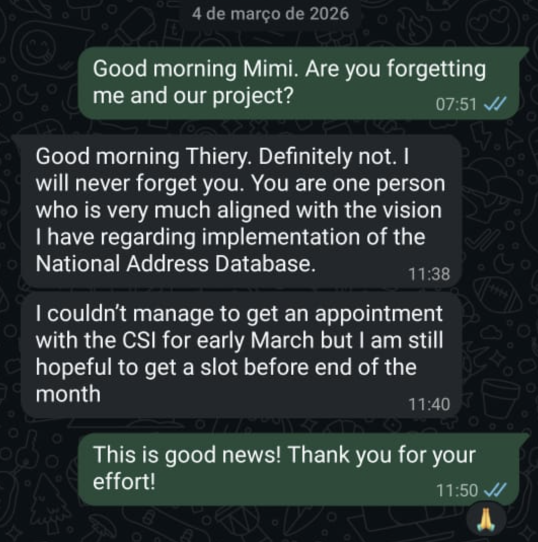 4 de março de 2026
Good morning Mimi. Are you forgetting
me and our project?
07:51
Good morning Thiery. Definitely not. I
will never forget you. You are one person
who is very much aligned with the vision
I have regarding implementation of the
National Address Database.
11:38
I couldn't manage to get an appointment
with the CSI for early March but I am still
hopeful to get a slot before end of the
month
11:40
This is good news! Thank you for your
effort!
11:50